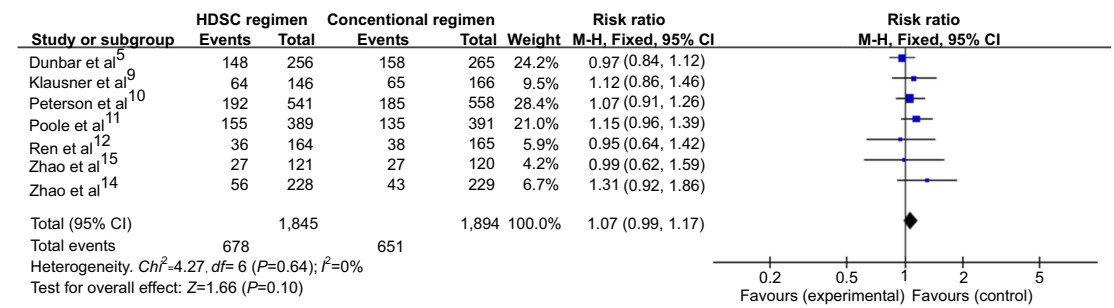 HDSC regimen Concentional regimen Risk ratio Risk ratio
Study or subgroup Events Total Events Total Weight M-H, Fixed, 95% CI M-H, Fixed, 95% CI
Dunbar et al5 148 256 158 265 24.2% 0.97 (0.84, 1.12)
Klausner et al9 64 146 65 166 9.5% 1.12 (0.86, 1.46)
Peterson et al10 192 541 185 558 28.4% 1.07 (0.91, 1.26)
Poole et al11 155 389 135 391 21.0% 1.15 (0.96, 1.39)
Ren et al12 36 164 38 165 5.9% 0.95 (0.64, 1.42)
Zhao et al15 27 121 27 120 4.2% 0.99 (0.62, 1.59)
Zhao et al14 56 228 43 229 6.7% 1.31 (0.92, 1.86)
Total (95% CI) 1,845 1,894 100.0% 1.07 (0.99, 1.17)
Total events 678 651
Heterogeneity. Chi²=4.27, df= 6 (P=0.64); I²=0%
Test for overall effect: Z=1.66 (P=0.10)
0.2 0.5 1 2 5
Favours (experimental) Favours (control)